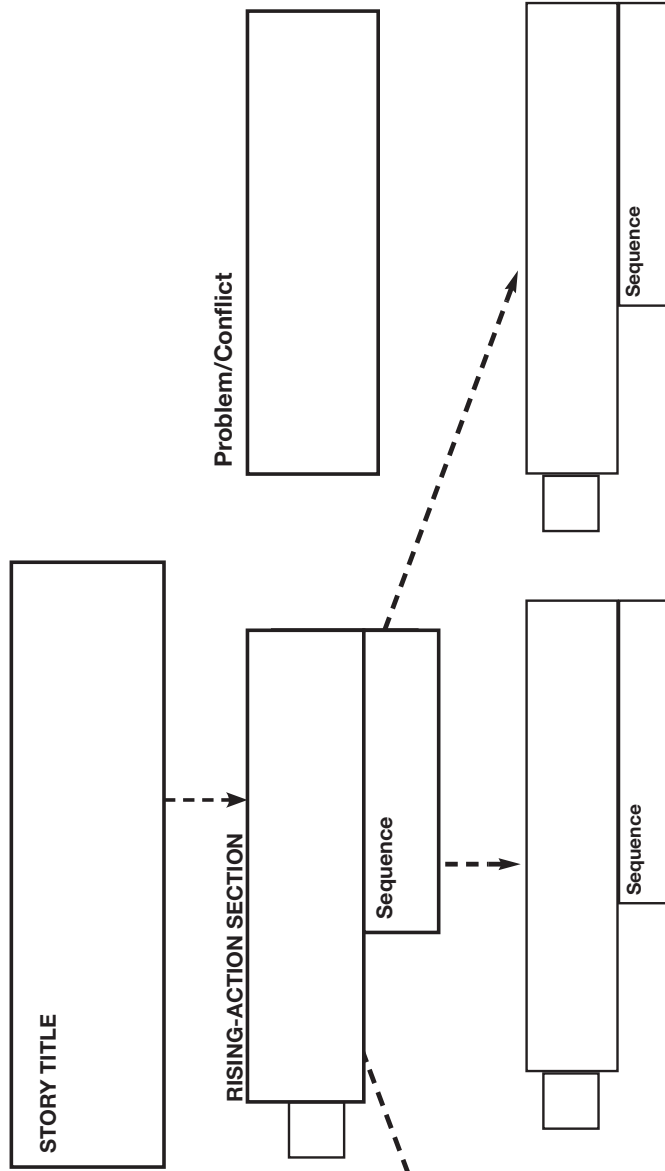 STORY TITLE
Problem/Conflict
RISING-ACTION SECTION
Sequence
Sequence
Sequence